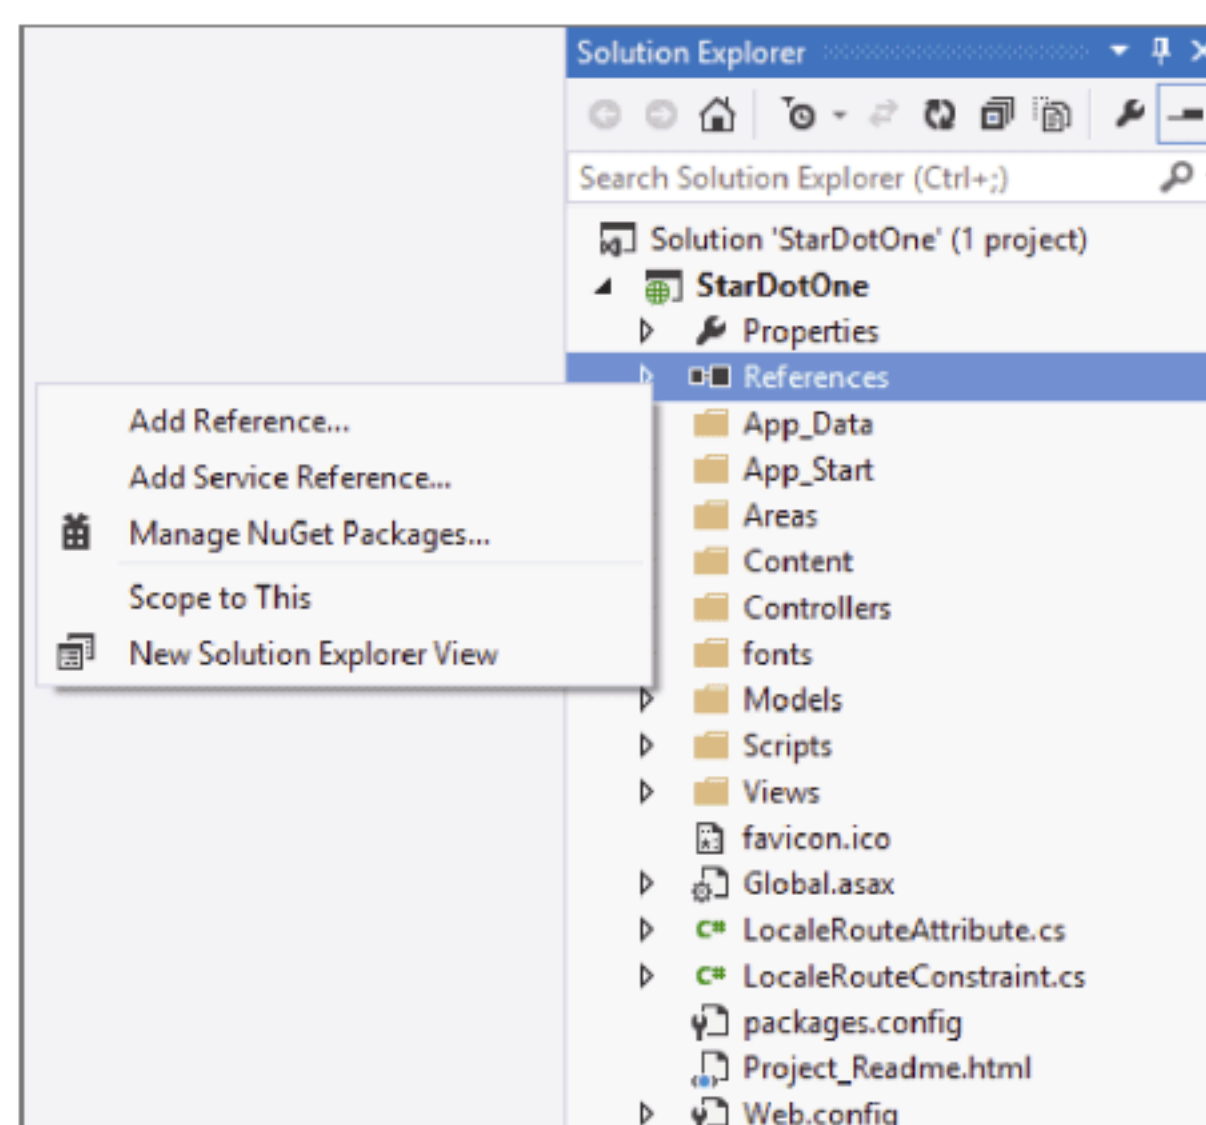 Solution Explorer
Search Solution Explorer (Ctrl+;)
Solution 'StarDotOne' (1 project)
StarDotOne
Properties
References
Add Reference...
App_Data
Add Service Reference...
App_Start
Areas
Manage NuGet Packages...
Content
Scope to This
Controllers
New Solution Explorer View
fonts
Models
Scripts
Views
favicon.ico
Global.asax
C# LocaleRouteAttribute.cs
C# LocaleRouteConstraint.cs
packages.config
Project_Readme.html
Web.config